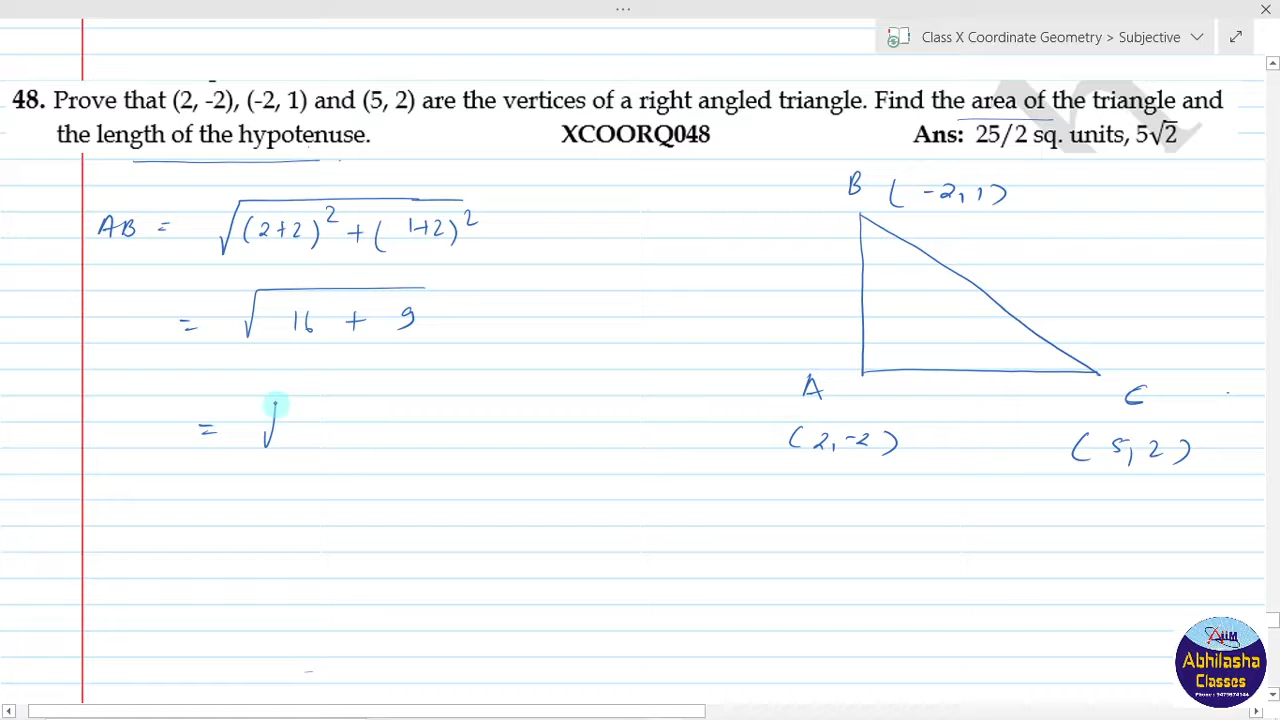 Class X Coordinate Geometry > Subjective
48. Prove that (2, -2), (-2, 1) and (5, 2) are the vertices of a right angled triangle. Find the area of the triangle and
the length of the hypotenuse. XCOORQ048 Ans: 25/2 sq. units, 5√2
B (-2, 1)
AB = √(2+2)² + (1+2)²
= √16 + 9
A
C
= √
(2, -2)
(5, 2)
AIM
Abhilasha
Classes